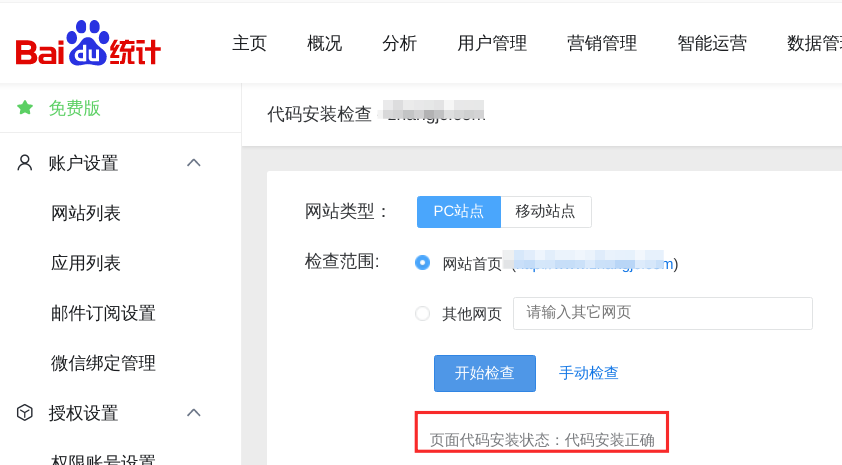 Baidu统计
主页 概况 分析 用户管理 营销管理 智能运营 数据管
免费版
代码安装检查
账户设置
网站列表
应用列表
邮件订阅设置
微信绑定管理
授权设置
权限账号设置
网站类型：PC站点 移动站点
检查范围: 网站首页
其他网页 请输入其它网页
开始检查 手动检查
页面代码安装状态：代码安装正确